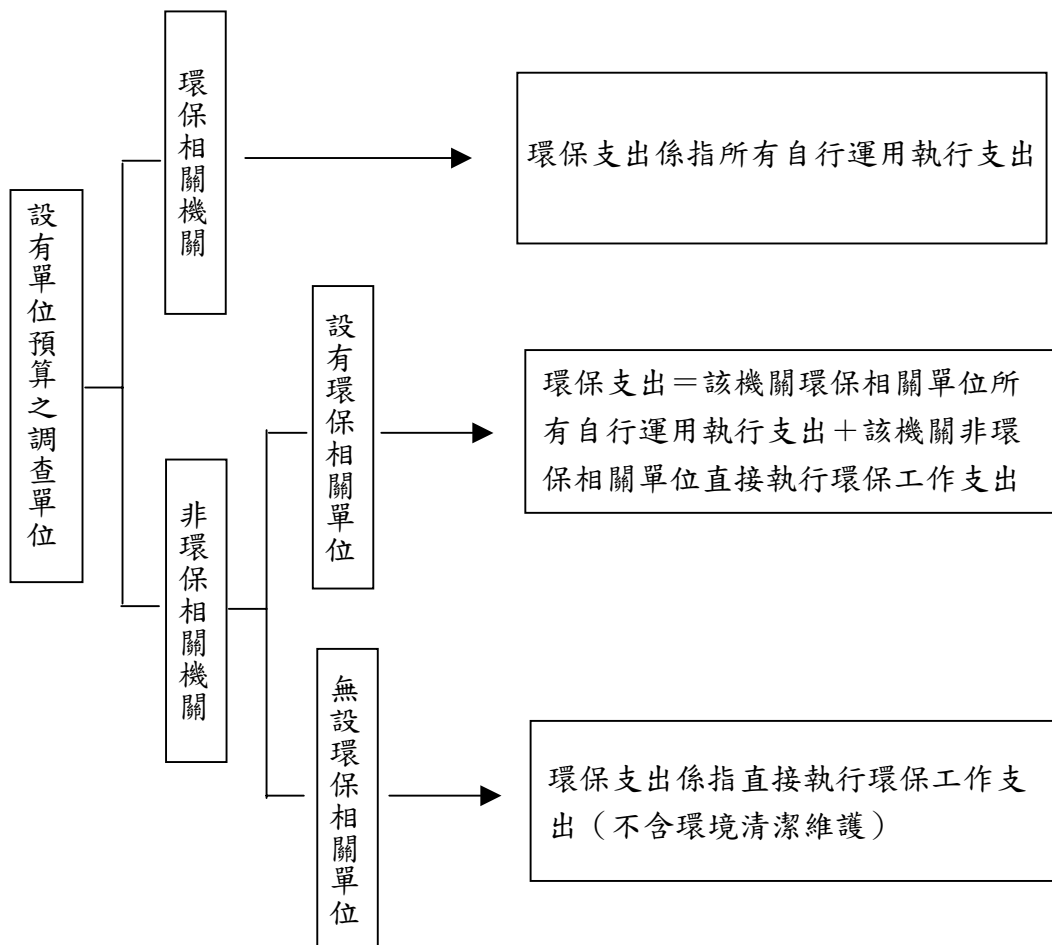 設有單位預算之調查單位
環保相關機關
環保支出係指所有自行運用執行支出
非環保相關機關
設有環保相關單位
環保支出＝該機關環保相關單位所
有自行運用執行支出＋該機關非環
保相關單位直接執行環保工作支出
無設環保相關單位
環保支出係指直接執行環保工作支
出（不含環境清潔維護）